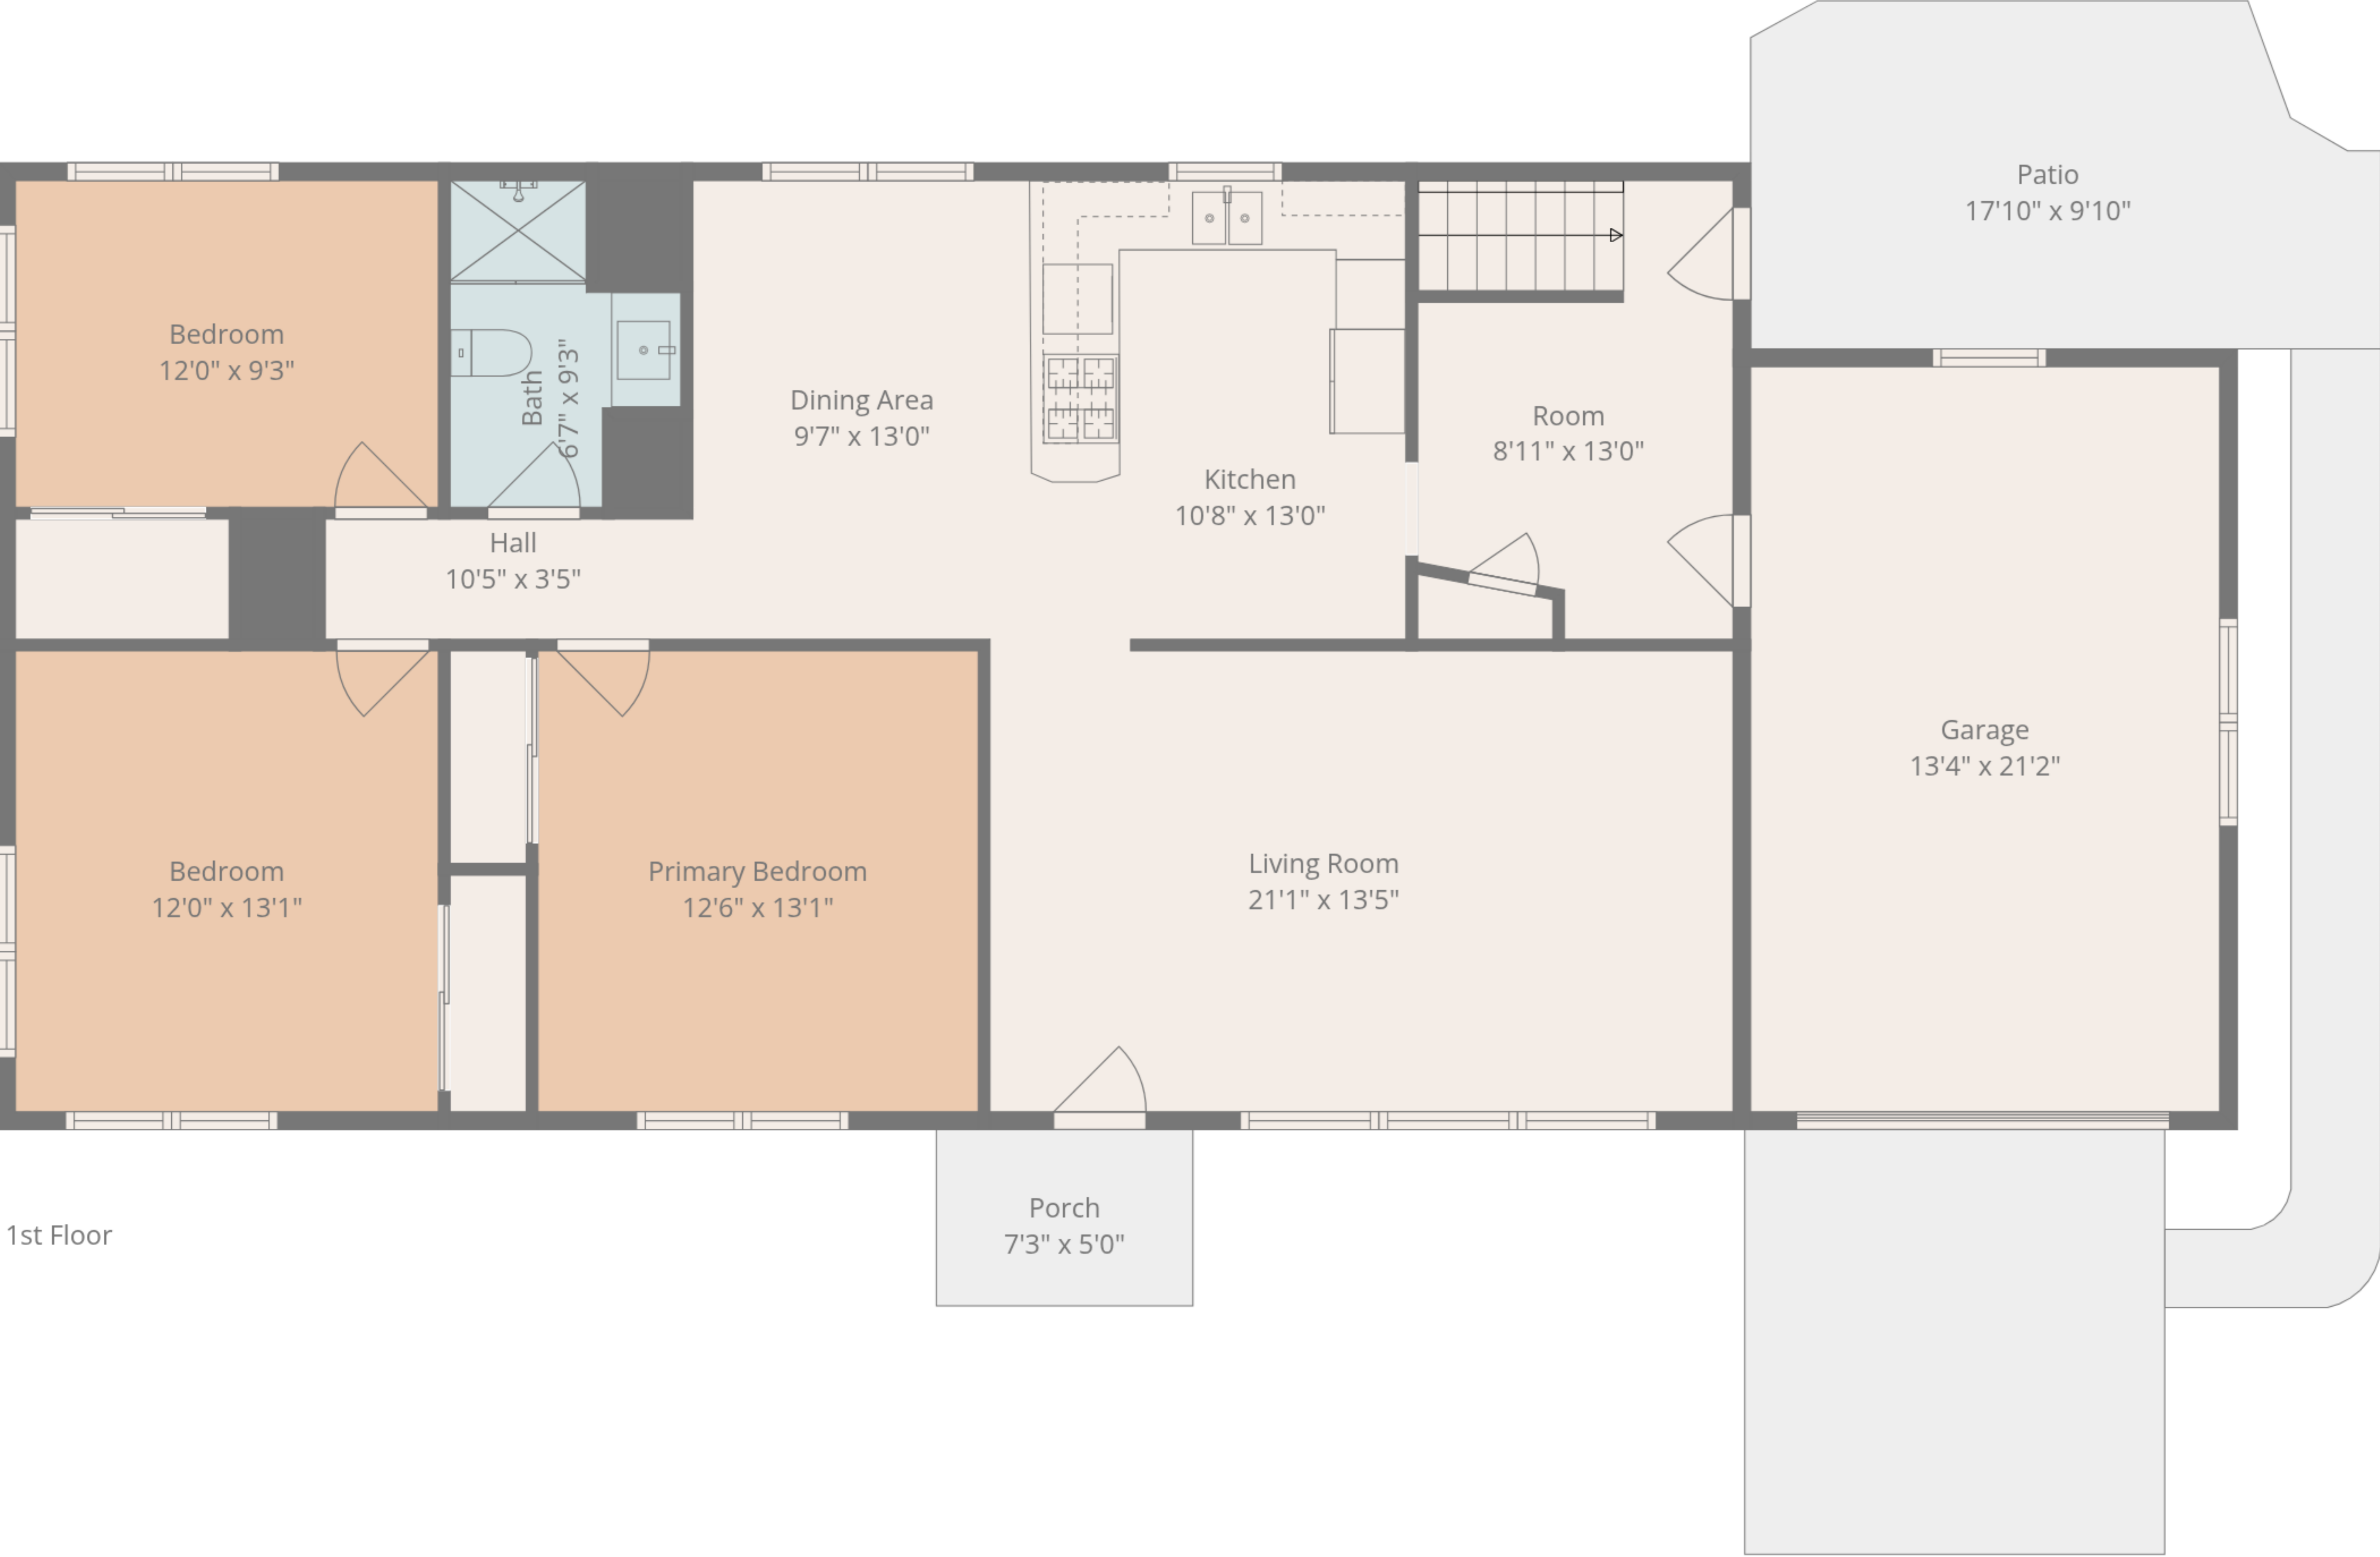 Patio
17'10" x 9'10"
Bedroom
12'0" x 9'3"
Bath
6'7" x 9'3"
Dining Area
9'7" x 13'0"
Kitchen
10'8" x 13'0"
Room
8'11" x 13'0"
Hall
10'5" x 3'5"
Garage
13'4" x 21'2"
Bedroom
12'0" x 13'1"
Primary Bedroom
12'6" x 13'1"
Living Room
21'1" x 13'5"
Porch
7'3" x 5'0"
1st Floor